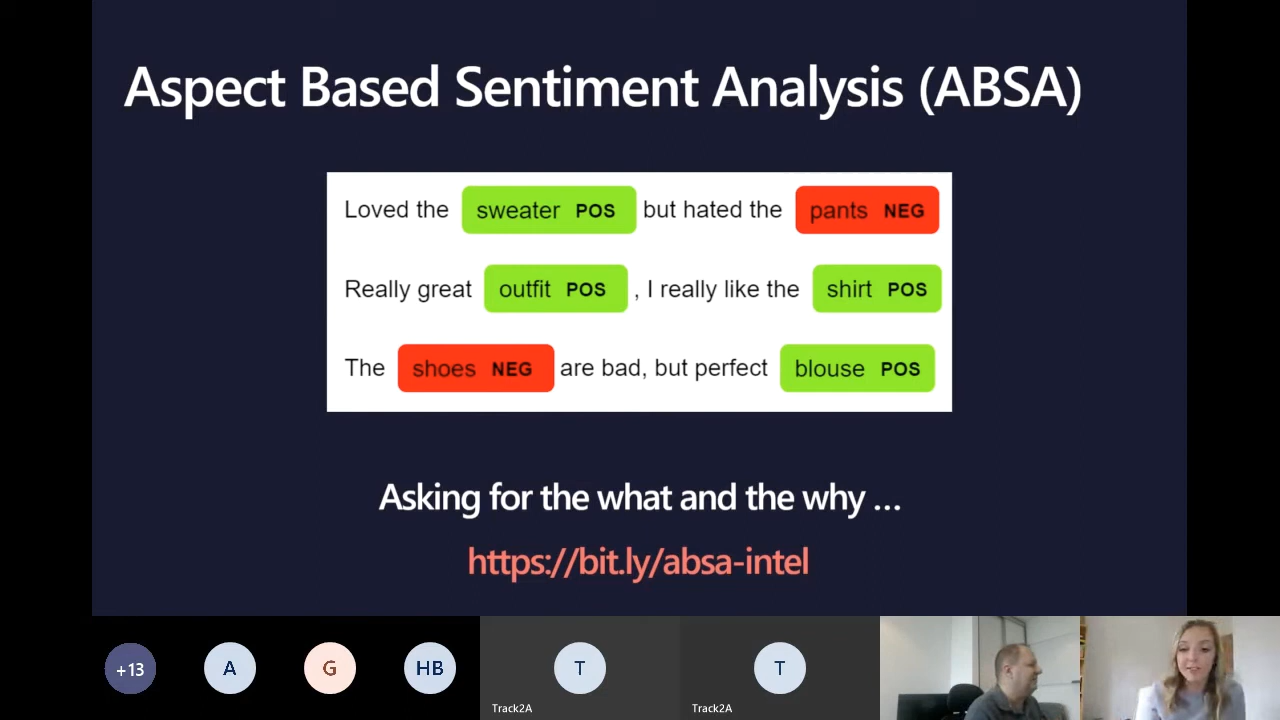 Aspect Based Sentiment Analysis (ABSA)
Loved the sweater POS but hated the pants NEG
Really great outfit POS , I really like the shirt POS
The shoes NEG are bad, but perfect blouse POS
Asking for the what and the why ...
https://bit.ly/absa-intel
+13 A G HB T T
Track2A Track2A